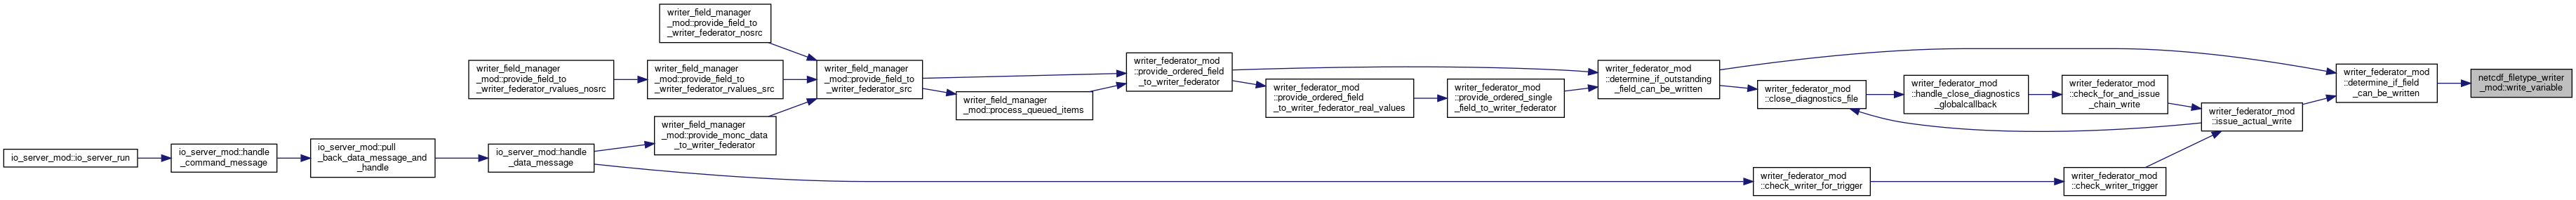 writer_field_manager
_mod::provide_field_to
_writer_federator_nosrc
writer_field_manager
_mod::provide_field_to
_writer_federator_rvalues_nosrc
writer_field_manager
_mod::provide_field_to
_writer_federator_rvalues_src
writer_field_manager
_mod::provide_field_to
_writer_federator_src
writer_field_manager
_mod::process_queued_items
writer_field_manager
_mod::provide_monc_data
_to_writer_federator
writer_federator_mod
::provide_ordered_field
_to_writer_federator
writer_federator_mod
::provide_ordered_field
_to_writer_federator_real_values
writer_federator_mod
::provide_ordered_single
_field_to_writer_federator
writer_federator_mod
::determine_if_outstanding
_field_can_be_written
writer_federator_mod
::close_diagnostics_file
writer_federator_mod
::handle_close_diagnostics
_globalcallback
writer_federator_mod
::check_for_and_issue
_chain_write
writer_federator_mod
::issue_actual_write
writer_federator_mod
::determine_if_field
_can_be_written
netcdf_filetype_writer
_mod::write_variable
io_server_mod::io_server_run
io_server_mod::handle
_command_message
io_server_mod::pull
_back_data_message_and
_handle
io_server_mod::handle
_data_message
writer_federator_mod
::check_writer_for_trigger
writer_federator_mod
::check_writer_trigger